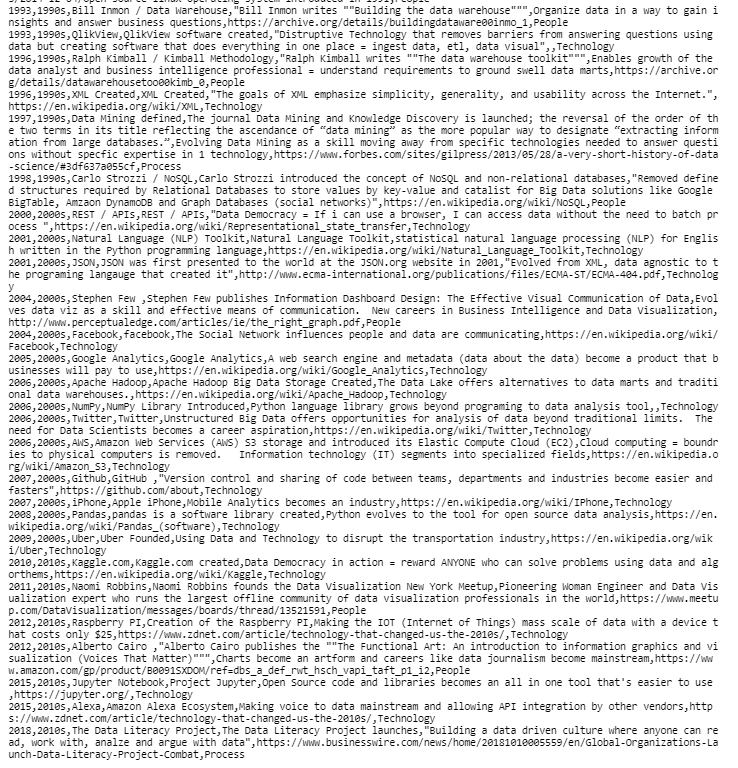 1993,1990s,Bill Inmon / Data Warehouse,"Bill Inmon writes ""Building the data warehouse""",Organize data in a way to gain i
nsights and answer business questions,https://archive.org/details/buildingdataware00inmo_1,People
1993,1990s,QlikView,QlikView software created,"Distruptive Technology that removes barriers from answering questions using
data but creating software that does everything in one place = ingest data, etl, data visual",,Technology
1996,1990s,Ralph Kimball / Kimball Methodology,"Ralph Kimball writes ""The data warehouse toolkit""",Enables growth of the
data analyst and business intelligence professional = understand requirements to ground swell data marts,https://archive.or
g/details/datawarehousetoo00kimb_0,People
1996,1990s,XML Created,XML Created,"The goals of XML emphasize simplicity, generality, and usability across the Internet.",
https://en.wikipedia.org/wiki/XML,Technology
1997,1990s,Data Mining defined,The journal Data Mining and Knowledge Discovery is launched; the reversal of the order of th
e two terms in its title reflecting the ascendance of “data mining” as the more popular way to designate “extracting inform
ation from large databases.”,Evolving Data Mining as a skill moving away from specific technologies needed to answer questi
ons without specfic expertise in 1 technology,https://www.forbes.com/sites/gilpress/2013/05/28/a-very-short-history-of-data
-science/#3df637a055cf,Process
1998,1990s,Carlo Strozzi / NoSQL,Carlo Strozzi introduced the concept of NoSQL and non-relational databases,"Removed define
d structures required by Relational Databases to store values by key-value and catalist for Big Data solutions like Google
BigTable, Amzaon DynamoDB and Graph Databases (social networks)",https://en.wikipedia.org/wiki/NoSQL,People
2000,2000s,REST / APIs,REST / APIs,"Data Democracy = If i can use a browser, I can access data without the need to batch pr
ocess ",https://en.wikipedia.org/wiki/Representational_state_transfer,Technology
2001,2000s,Natural Language (NLP) Toolkit,Natural Language Toolkit,statistical natural language processing (NLP) for Englis
h written in the Python programming language,https://en.wikipedia.org/wiki/Natural_Language_Toolkit,Technology
2001,2000s,JSON,JSON was first presented to the world at the JSON.org website in 2001,"Evolved from XML, data agnostic to t
he programing langauge that created it",http://www.ecma-international.org/publications/files/ECMA-ST/ECMA-404.pdf,Technolog
y
2004,2000s,Stephen Few ,Stephen Few publishes Information Dashboard Design: The Effective Visual Communication of Data,Evol
ves data viz as a skill and effective means of communication.  New careers in Business Intelligence and Data Visualization,
http://www.perceptualedge.com/articles/ie/the_right_graph.pdf,People
2004,2000s,Facebook,facebook,The Social Network influences people and data are communicating,https://en.wikipedia.org/wiki/
Facebook,Technology
2005,2000s,Google Analytics,Google Analytics,A web search engine and metadata (data about the data) become a product that b
usinesses will pay to use,https://en.wikipedia.org/wiki/Google_Analytics,Technology
2006,2000s,Apache Hadoop,Apache Hadoop Big Data Storage Created,The Data Lake offers alternatives to data marts and traditi
onal data warehouses.,https://en.wikipedia.org/wiki/Apache_Hadoop,Technology
2006,2000s,NumPy,NumPy Library Introduced,Python language library grows beyond programing to data analysis tool,,Technology
2006,2000s,Twitter,Twitter,Unstructured Big Data offers opportunities for analysis of data beyond traditional limits.  The
need for Data Scientists becomes a career aspiration,https://en.wikipedia.org/wiki/Twitter,Technology
2006,2000s,AWS,Amazon Web Services (AWS) S3 storage and introduced its Elastic Compute Cloud (EC2),Cloud computing = boundr
ies to physical computers is removed.   Information technology (IT) segments into specialized fields,https://en.wikipedia.o
rg/wiki/Amazon_S3,Technology
2007,2000s,Github,GitHub ,"Version control and sharing of code between teams, departments and industries become easier and
fasters",https://github.com/about,Technology
2007,2000s,iPhone,Apple iPhone,Mobile Analytics becomes an industry,https://en.wikipedia.org/wiki/IPhone,Technology
2008,2000s,Pandas,pandas is a software library created,Python evolves to the tool for open source data analysis,https://en.
wikipedia.org/wiki/Pandas_(software),Technology
2009,2000s,Uber,Uber Founded,Using Data and Technology to disrupt the transportation industry,https://en.wikipedia.org/wik
i/Uber,Technology
2010,2010s,Kaggle.com,Kaggle.com created,Data Democracy in action = reward ANYONE who can solve problems using data and alg
orthems,https://en.wikipedia.org/wiki/Kaggle,Technology
2011,2010s,Naomi Robbins,Naomi Robbins founds the Data Visualization New York Meetup,Pioneering Woman Engineer and Data Vis
ualization expert who runs the largest offline community of data visualization professionals in the world,https://www.meetu
p.com/DataVisualization/messages/boards/thread/13521591,People
2012,2010s,Raspberry PI,Creation of the Raspberry PI,Making the IOT (Internet of Things) mass scale of data with a device t
hat costs only $25,https://www.zdnet.com/article/technology-that-changed-us-the-2010s/,Technology
2012,2010s,Alberto Cairo ,"Alberto Cairo publishes the ""The Functional Art: An introduction to information graphics and vi
sualization (Voices That Matter)""",Charts become an artform and careers like data journalism become mainstream,https://ww
w.amazon.com/gp/product/B0091SXDOM/ref=dbs_a_def_rwt_hsch_vapi_taft_p1_i2,People
2015,2010s,Jupyter Notebook,Project Jupyter,Open Source code and libraries becomes an all in one tool that's easier to use
,https://jupyter.org/,Technology
2015,2010s,Alexa,Amazon Alexa Ecosystem,Making voice to data mainstream and allowing API integration by other vendors,http
s://www.zdnet.com/article/technology-that-changed-us-the-2010s/,Technology
2018,2010s,The Data Literacy Project,The Data Literacy Project launches,"Building a data driven culture where anyone can re
ad, work with, analze and argue with data",https://www.businesswire.com/news/home/20181010005559/en/Global-Organizations-La
unch-Data-Literacy-Project-Combat,Process